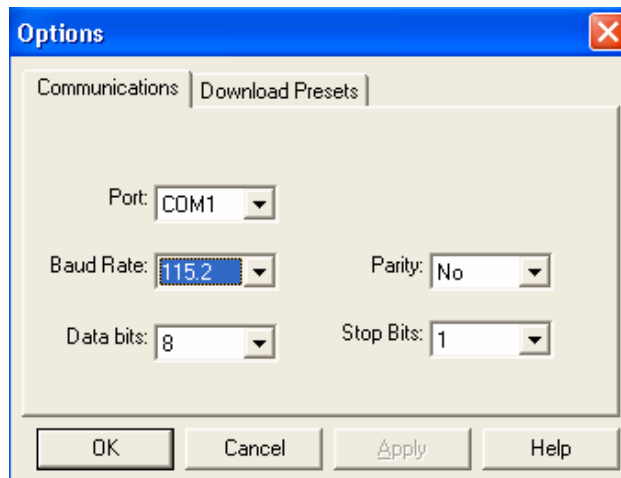 Options
Communications Download Presets
Port: COM1
Baud Rate: 115.2 Parity: No
Data bits: 8 Stop Bits: 1
OK Cancel Apply Help